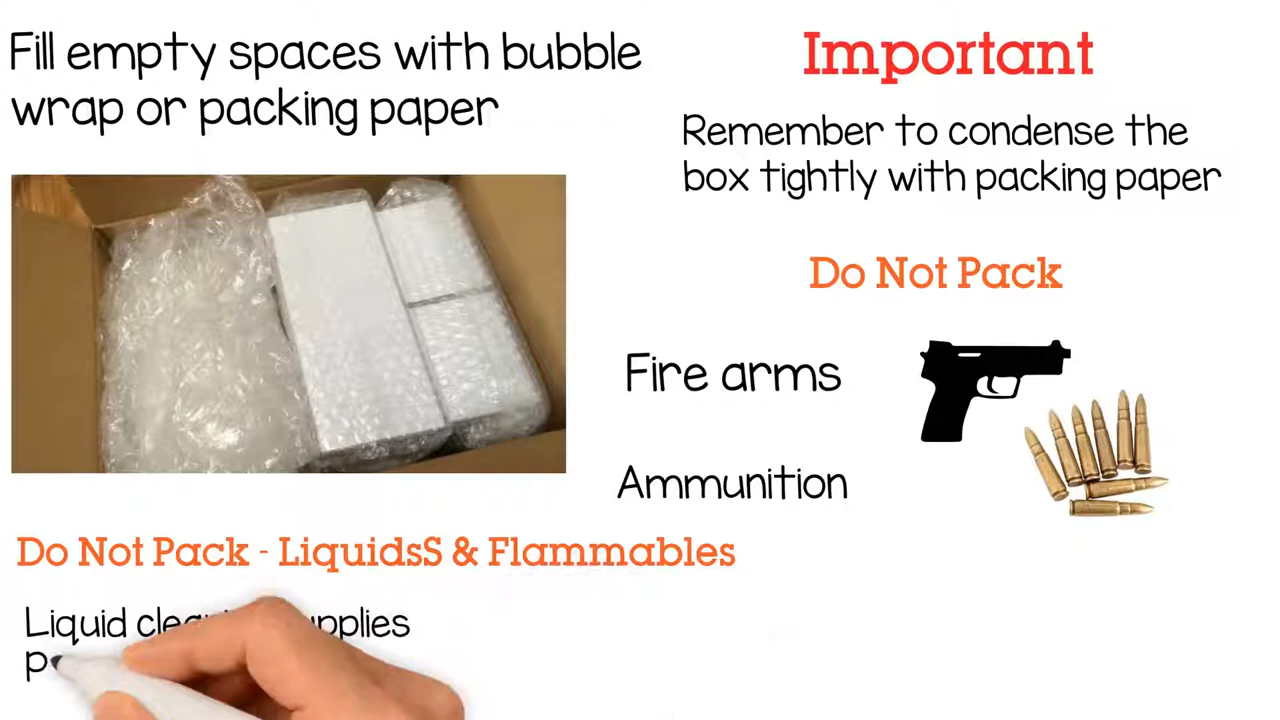 Fill empty spaces with bubble
wrap or packing paper
Important
Remember to condense the
box tightly with packing paper
Do Not Pack
Fire arms
Ammunition
Do Not Pack - LiquidsS & Flammables
Liquid